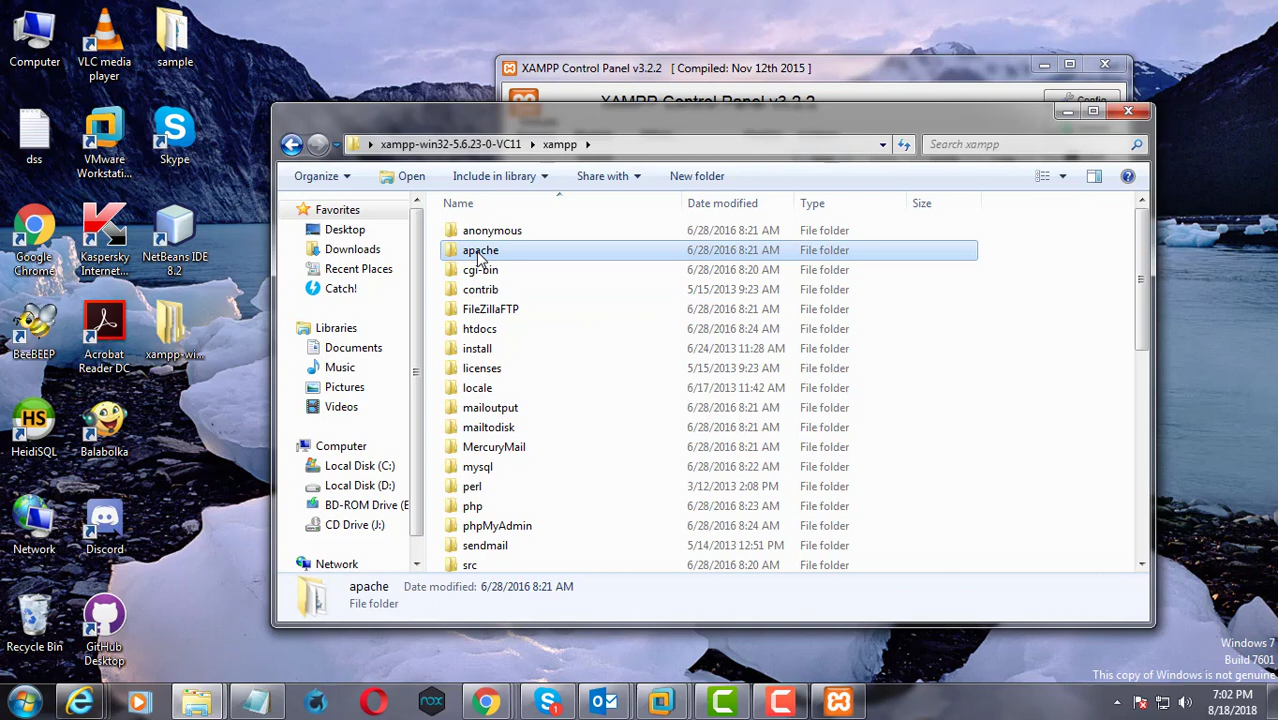 Computer
VLC media
player
sample
dss
VMware
Workstati...
Skype
Google
Chrome
Kaspersky
Internet...
NetBeans IDE
8.2
BeeBEEP
Acrobat
Reader DC
xampp-wi...
HS
HeidiSQL
Balabolka
Network
Discord
Recycle Bin
GitHub
Desktop
XAMPP Control Panel v3.2.2 [ Compiled: Nov 12th 2015 ]
XAMPP Control Panel v3.2.2
Config
xampp-win32-5.6.23-0-VC11 xampp
Search xampp
Organize Open Include in library Share with New folder
Favorites
Desktop
Downloads
Recent Places
Catch!
Libraries
Documents
Music
Pictures
Videos
Computer
Local Disk (C:)
Local Disk (D:)
BD-ROM Drive (E
CD Drive (J:)
Network
Name Date modified Type Size
anonymous 6/28/2016 8:21 AM File folder
apache 6/28/2016 8:21 AM File folder
cgi-bin 6/28/2016 8:20 AM File folder
contrib 5/15/2013 9:23 AM File folder
FileZillaFTP 6/28/2016 8:21 AM File folder
htdocs 6/28/2016 8:24 AM File folder
install 6/24/2013 11:28 AM File folder
licenses 5/15/2013 9:23 AM File folder
locale 6/17/2013 11:42 AM File folder
mailoutput 6/28/2016 8:21 AM File folder
mailtodisk 6/28/2016 8:21 AM File folder
MercuryMail 6/28/2016 8:21 AM File folder
mysql 6/28/2016 8:22 AM File folder
perl 3/12/2013 2:08 PM File folder
php 6/28/2016 8:23 AM File folder
phpMyAdmin 6/28/2016 8:24 AM File folder
sendmail 5/14/2013 12:51 PM File folder
src 6/28/2016 8:20 AM File folder
apache Date modified: 6/28/2016 8:21 AM
File folder
Windows 7
Build 7601
This copy of Windows is not genuine
nox
7:02 PM
8/18/2018